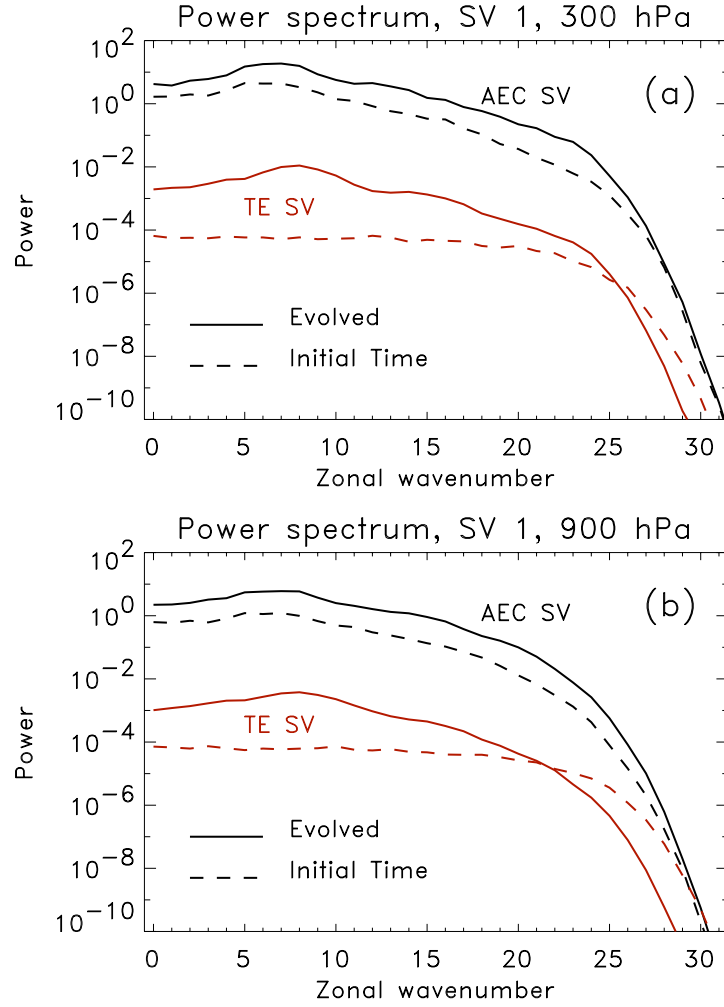 Power spectrum, SV 1, 300 hPa
10^2
10^0
10^-2
10^-4
10^-6
10^-8
10^-10
Power
AEC SV
(a)
TE SV
Evolved
Initial Time
0 5 10 15 20 25 30
Zonal wavenumber
Power spectrum, SV 1, 900 hPa
10^2
10^0
10^-2
10^-4
10^-6
10^-8
10^-10
Power
AEC SV
(b)
TE SV
Evolved
Initial Time
0 5 10 15 20 25 30
Zonal wavenumber